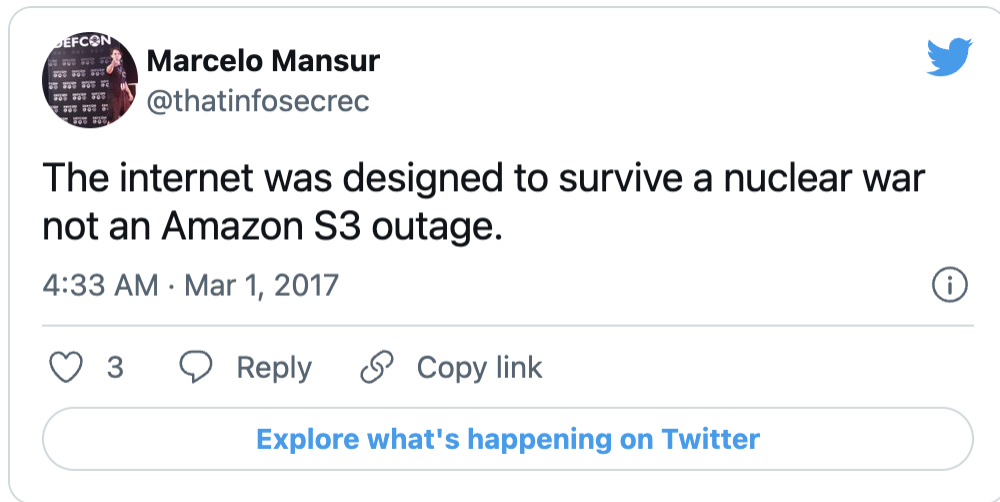 DEFCON
Marcelo Mansur
@thatinfosecrec
The internet was designed to survive a nuclear war
not an Amazon S3 outage.
4:33 AM · Mar 1, 2017
3 Reply Copy link
Explore what's happening on Twitter